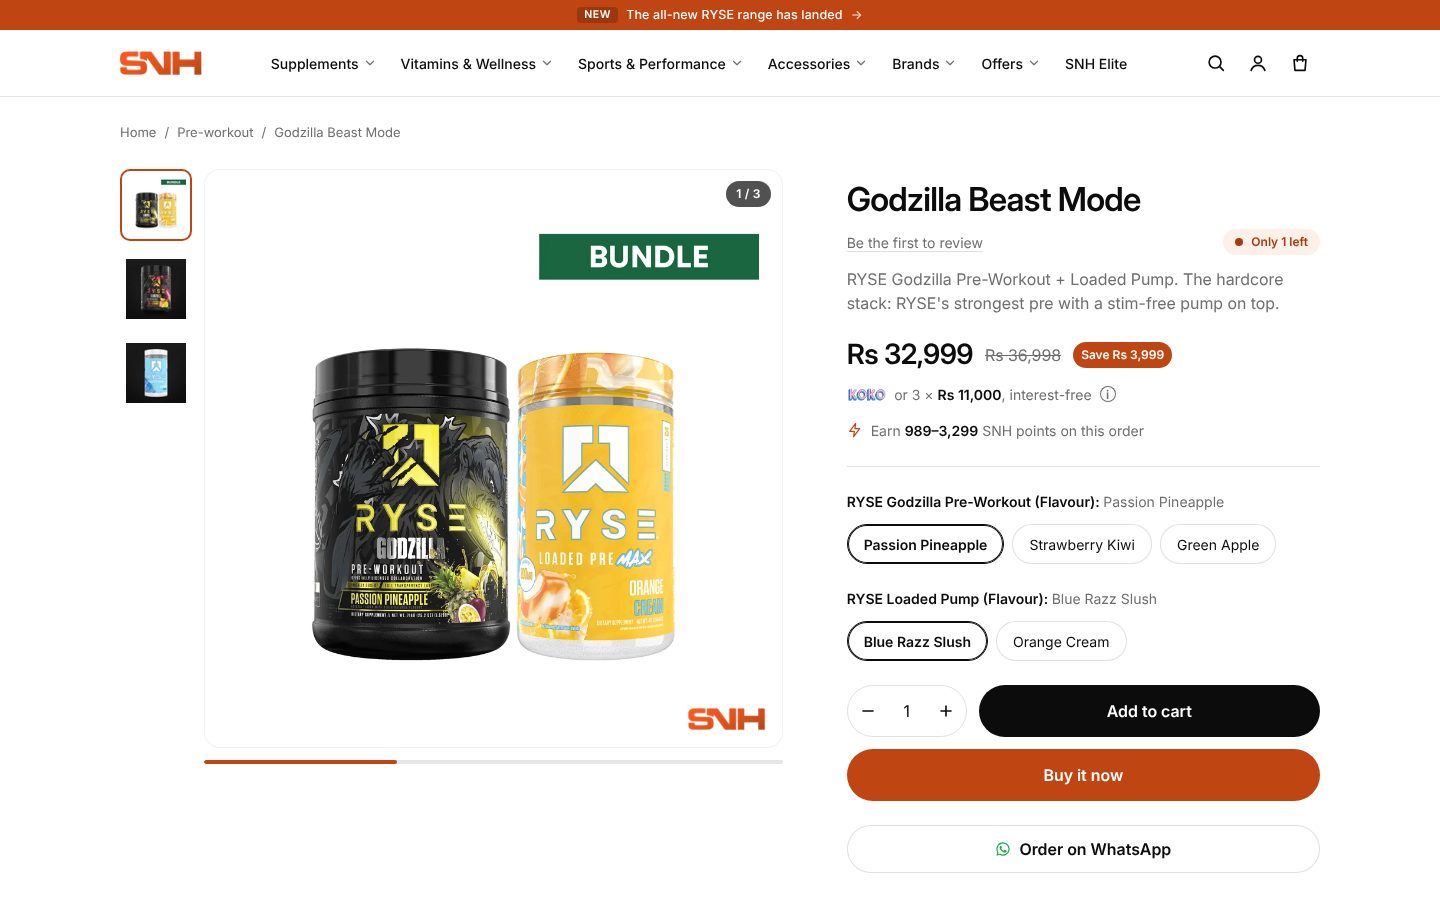 NEW The all-new RYSE range has landed →
SNH
Supplements
Vitamins & Wellness
Sports & Performance
Accessories
Brands
Offers
SNH Elite
Home / Pre-workout / Godzilla Beast Mode
1 / 3
BUNDLE
RYSE
GODZILLA
PRE-WORKOUT
PASSION PINEAPPLE
RYSE
LOADED PRE MAX
ORANGE
CREAM
SNH
Godzilla Beast Mode
Be the first to review
Only 1 left
RYSE Godzilla Pre-Workout + Loaded Pump. The hardcore
stack: RYSE's strongest pre with a stim-free pump on top.
Rs 32,999 Rs 36,998 Save Rs 3,999
KOKO or 3 × Rs 11,000, interest-free
Earn 989–3,299 SNH points on this order
RYSE Godzilla Pre-Workout (Flavour): Passion Pineapple
Passion Pineapple
Strawberry Kiwi
Green Apple
RYSE Loaded Pump (Flavour): Blue Razz Slush
Blue Razz Slush
Orange Cream
− 1 +
Add to cart
Buy it now
Order on WhatsApp